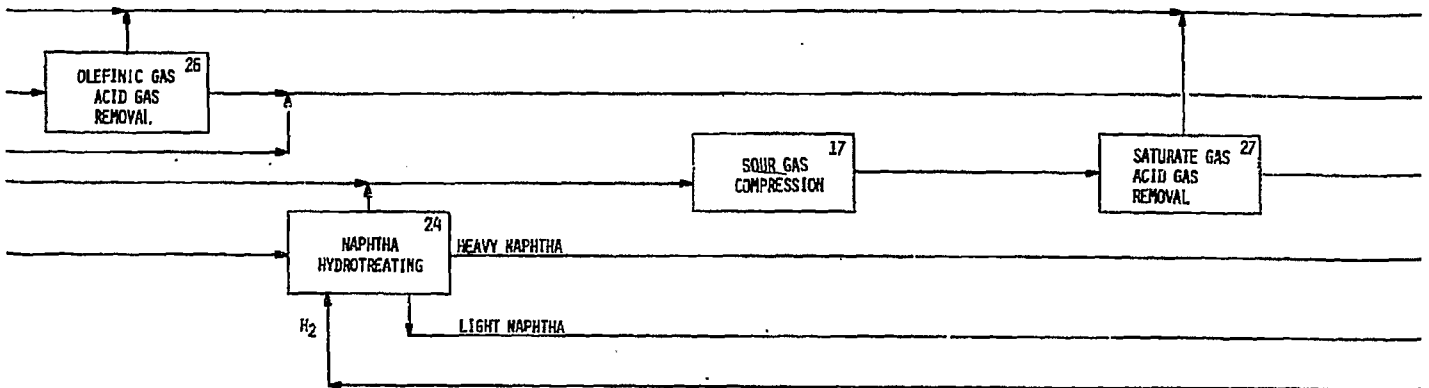 26
OLEFINIC GAS
ACID GAS
REMOVAL
17
SOUR GAS
COMPRESSION
27
SATURATE GAS
ACID GAS
REMOVAL
24
NAPHTHA
HYDROTREATING
HEAVY NAPHTHA
H2
LIGHT NAPHTHA